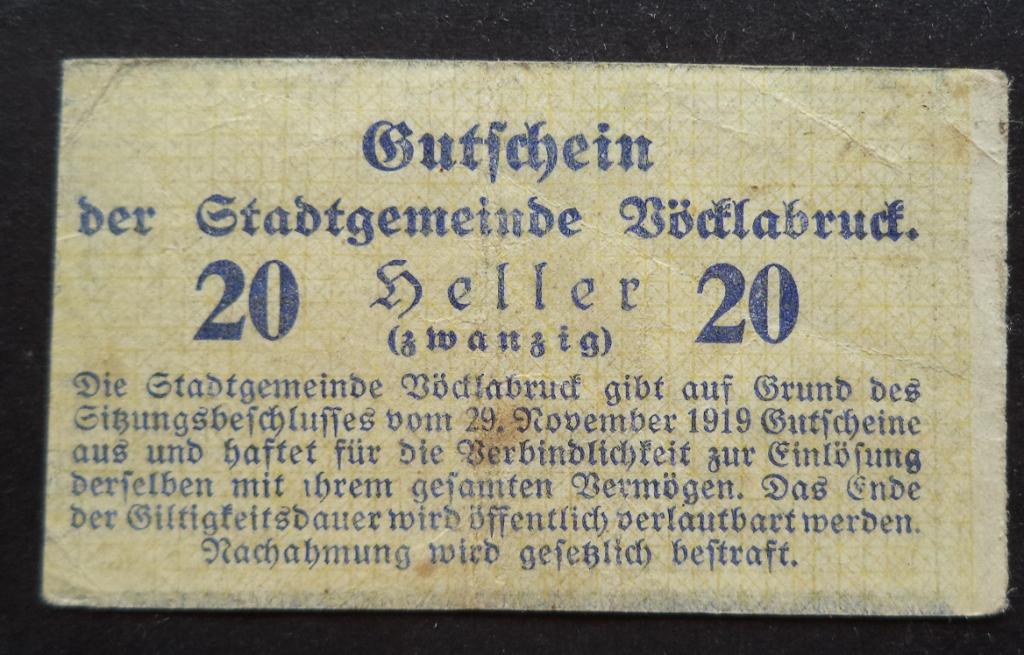 Gutschein
der Stadtgemeinde Vöcklabruck.
20 Heller 20
(zwanzig)
Die Stadtgemeinde Vöcklabruck gibt auf Grund des
Sitzungsbeschlusses vom 29. November 1919 Gutscheine
aus und haftet für die Verbindlichkeit zur Einlösung
derselben mit ihrem gesamten Vermögen. Das Ende
der Giltigkeitsdauer wird öffentlich verlautbart werden.
Nachahmung wird gesetzlich bestraft.